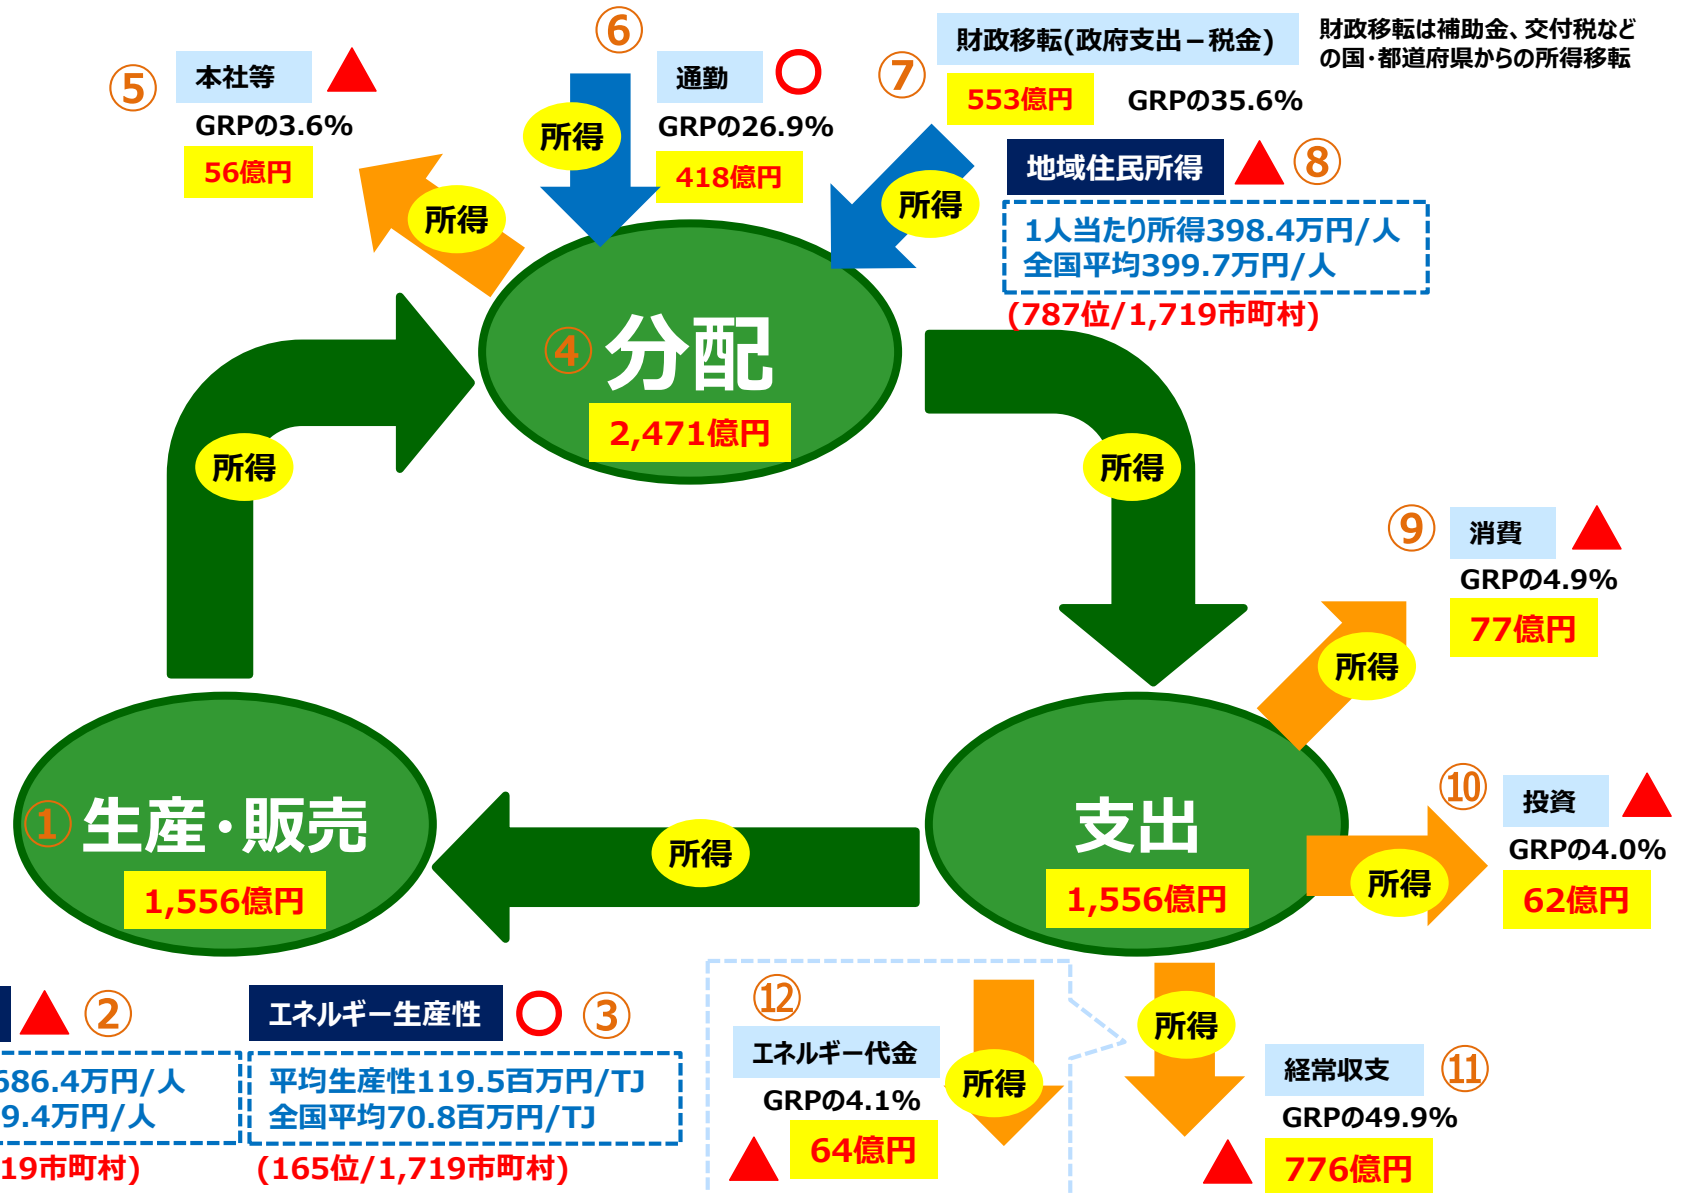 ⑤
本社等
GRPの3.6%
56億円
所得
⑥
通勤
GRPの26.9%
418億円
所得
⑦
財政移転(政府支出－税金)
財政移転は補助金、交付税など
の国・都道府県からの所得移転
553億円
GRPの35.6%
所得
地域住民所得
⑧
1人当たり所得398.4万円/人
全国平均399.7万円/人
(787位/1,719市町村)
④
分配
2,471億円
所得
所得
⑨
消費
GRPの4.9%
77億円
所得
①
生産・販売
1,556億円
所得
支出
1,556億円
⑩
投資
GRPの4.0%
62億円
所得
②
686.4万円/人
9.4万円/人
19市町村)
エネルギー生産性
③
平均生産性119.5百万円/TJ
全国平均70.8百万円/TJ
(165位/1,719市町村)
⑫
エネルギー代金
GRPの4.1%
64億円
所得
所得
経常収支
⑪
GRPの49.9%
776億円